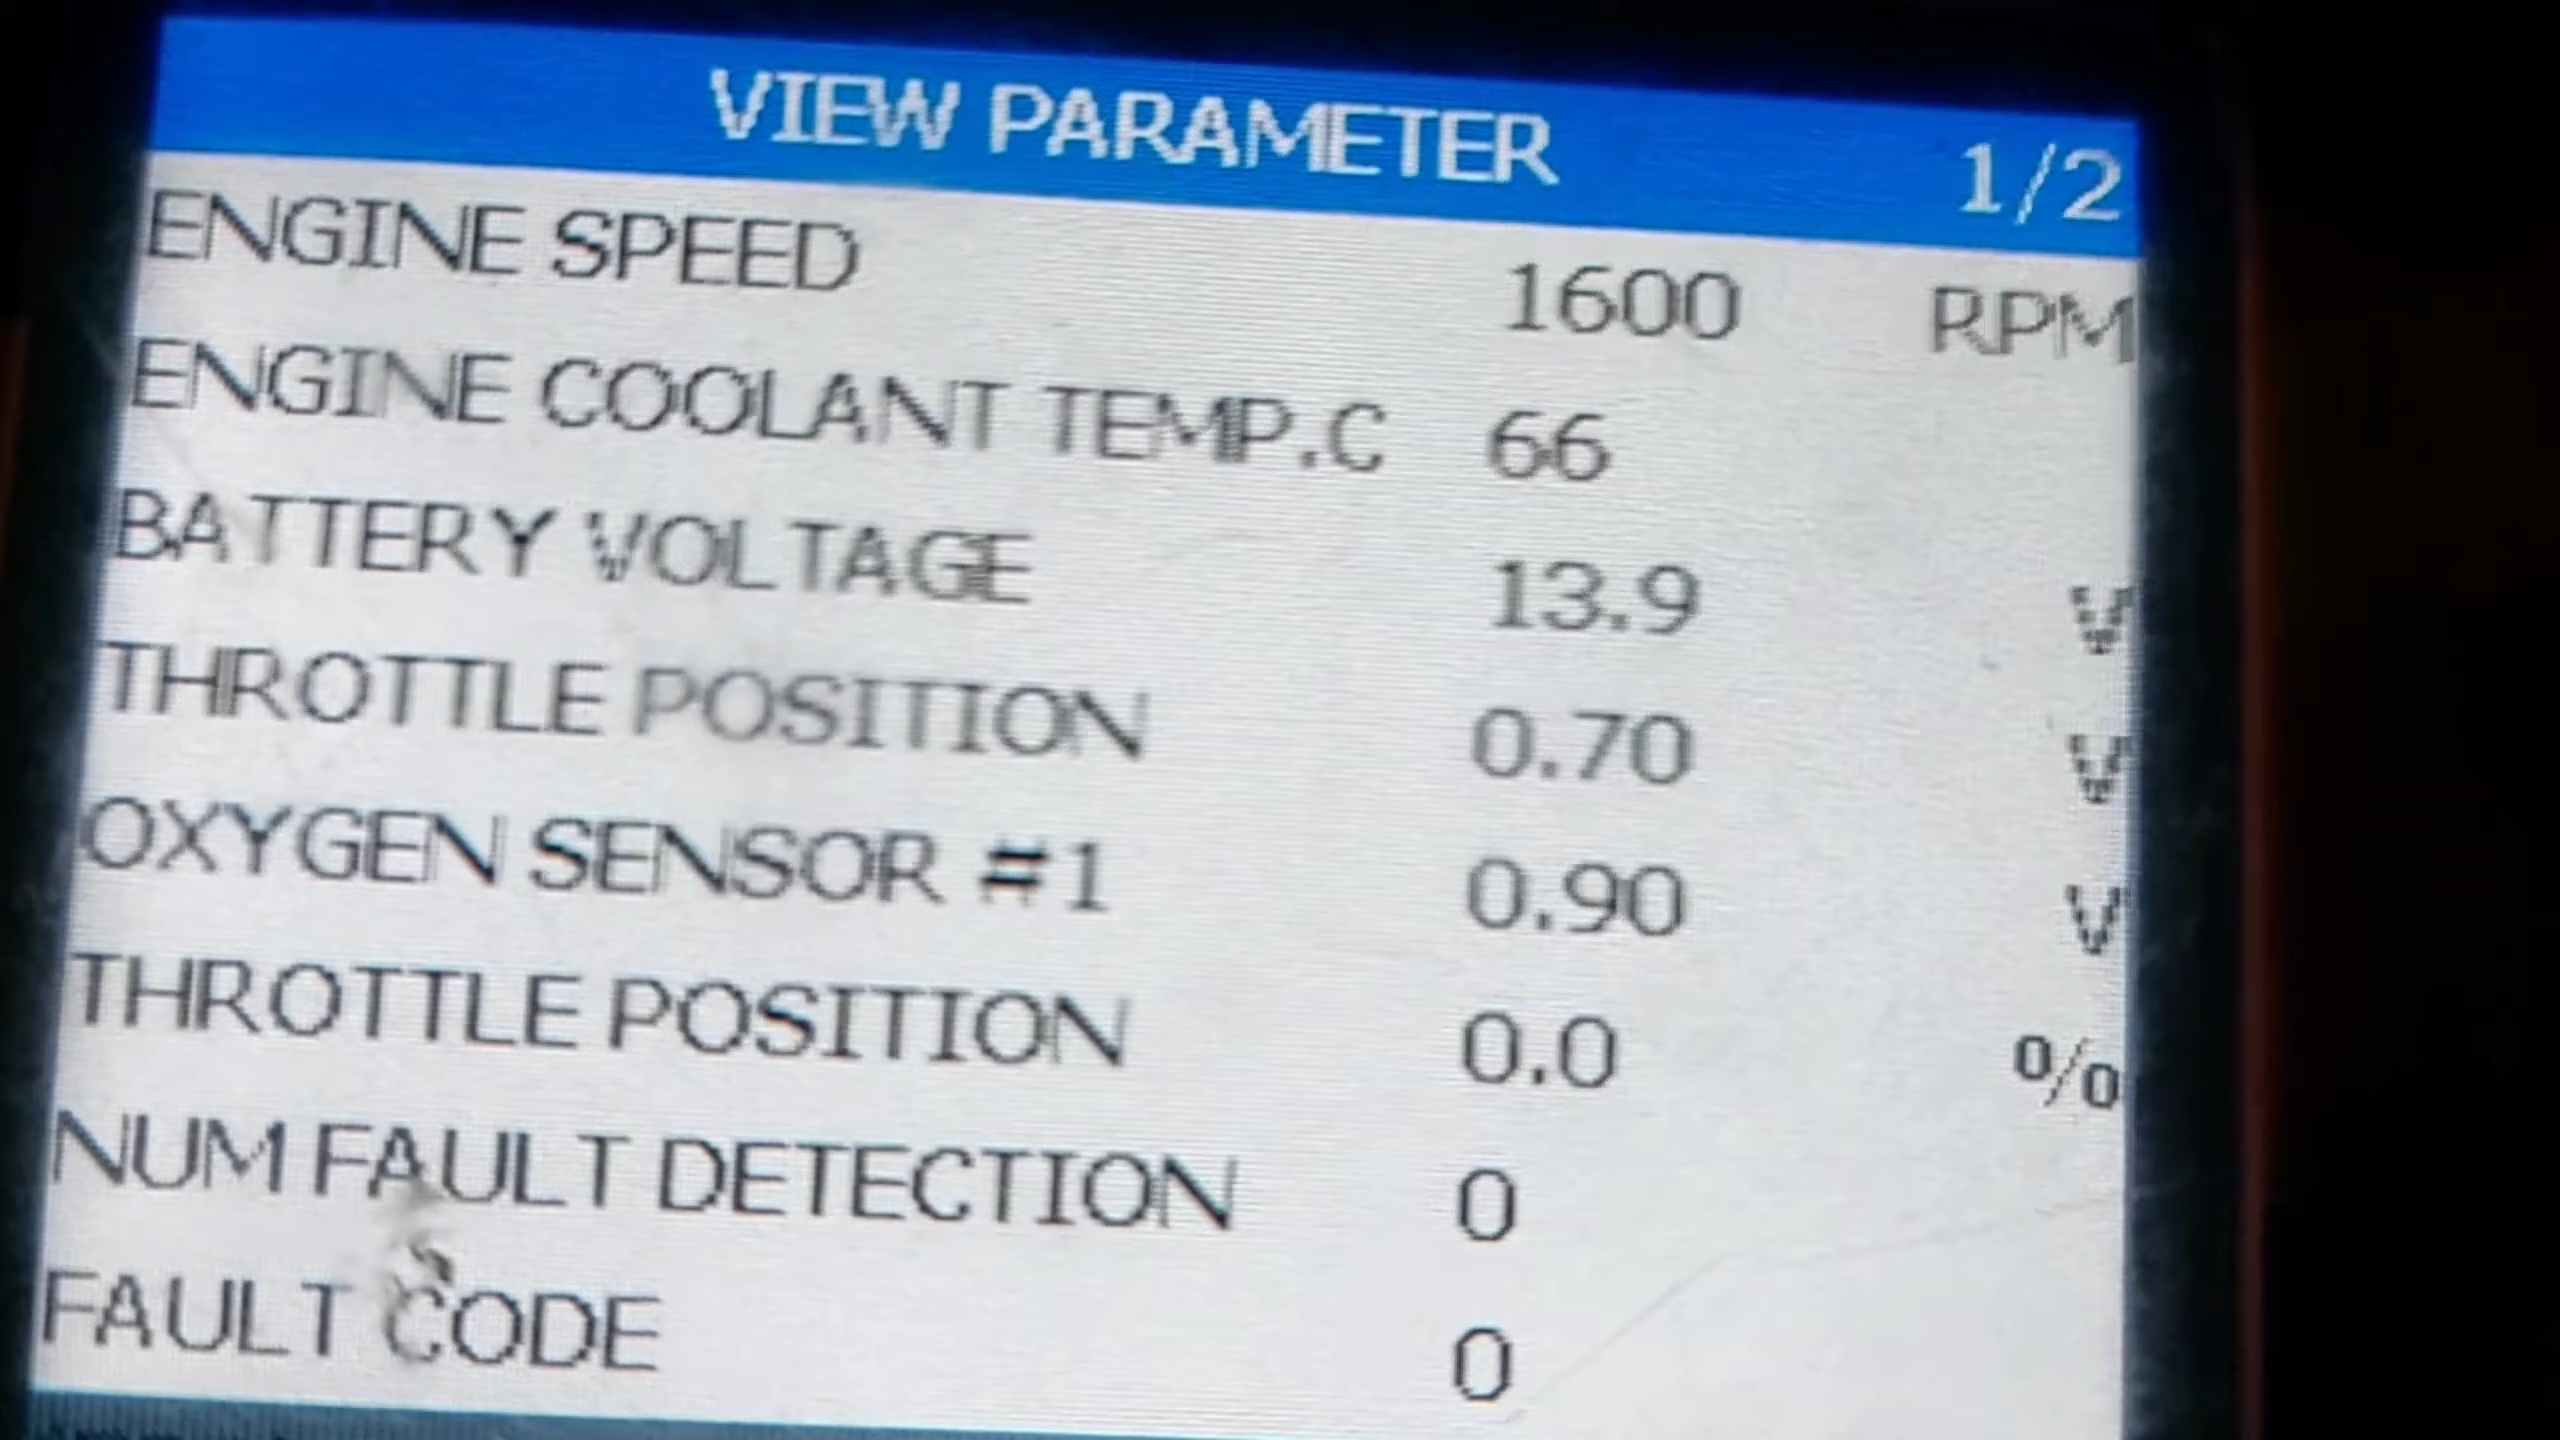 VIEW PARAMETER 1/2
ENGINE SPEED 1600 RPM
ENGINE COOLANT TEMP.C 66
BATTERY VOLTAGE 13.9 V
THROTTLE POSITION 0.70 V
OXYGEN SENSOR #1 0.90 V
THROTTLE POSITION 0.0 %
NUM FAULT DETECTION 0
FAULT CODE 0